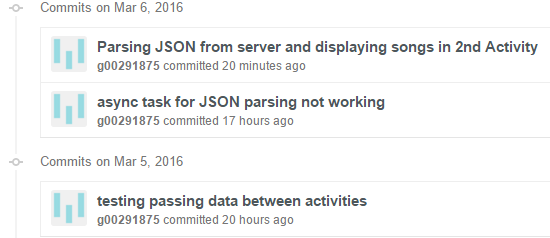 Commits on Mar 6, 2016
Parsing JSON from server and displaying songs in 2nd Activity
g00291875 committed 20 minutes ago
async task for JSON parsing not working
g00291875 committed 17 hours ago
Commits on Mar 5, 2016
testing passing data between activities
g00291875 committed 20 hours ago